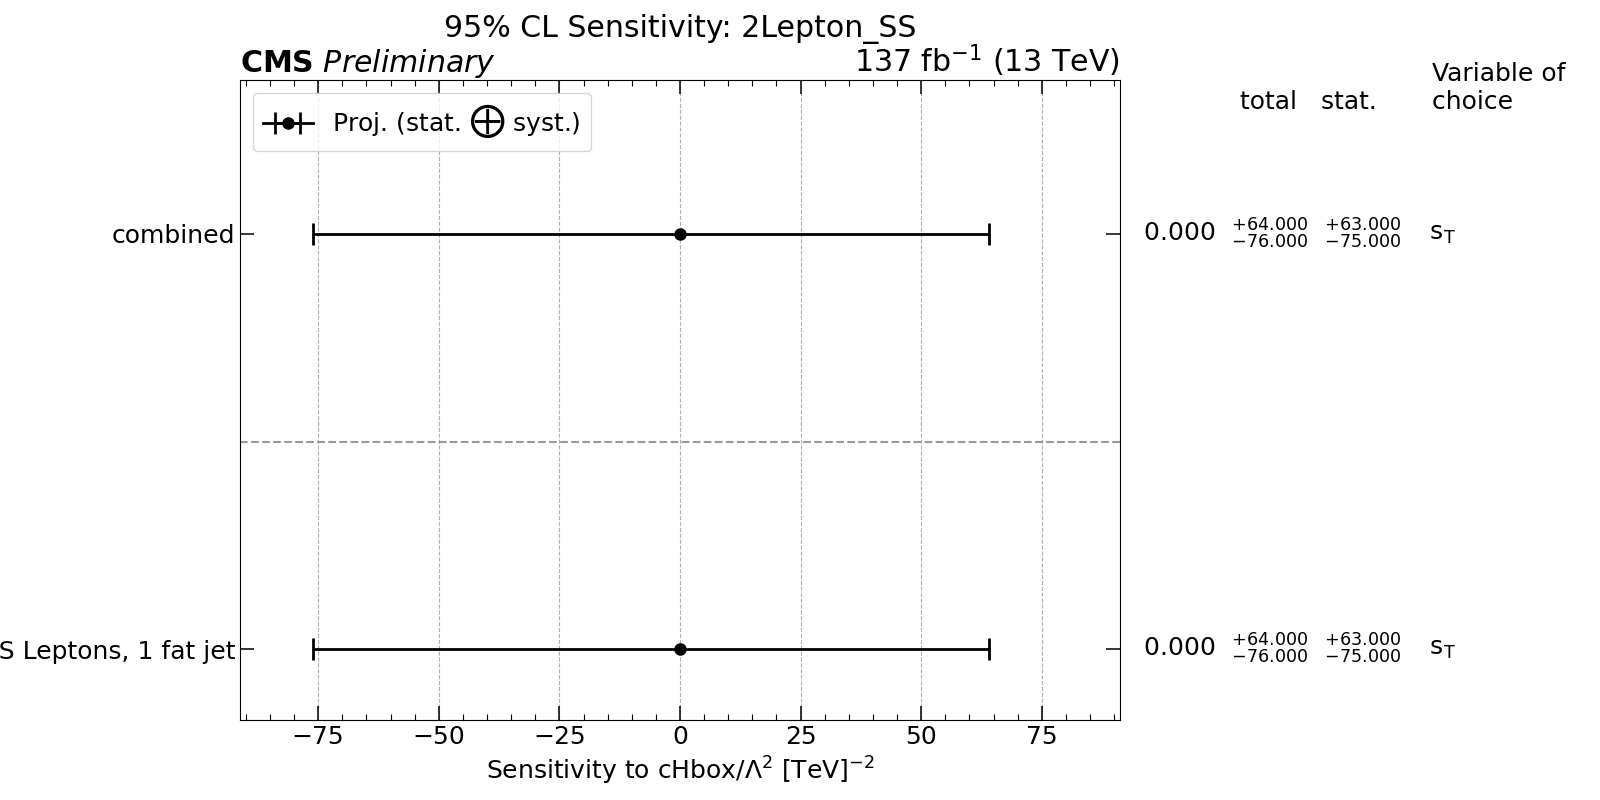 95% CL Sensitivity: 2Lepton_SS
CMS Preliminary 137 fb⁻¹ (13 TeV)
Variable of
total stat. choice
Proj. (stat. ⊕ syst.)
combined 0.000 +64.000 −76.000 +63.000 −75.000 s_T
S Leptons, 1 fat jet 0.000 +64.000 −76.000 +63.000 −75.000 s_T
−75 −50 −25 0 25 50 75
Sensitivity to cHbox/Λ² [TeV]⁻²